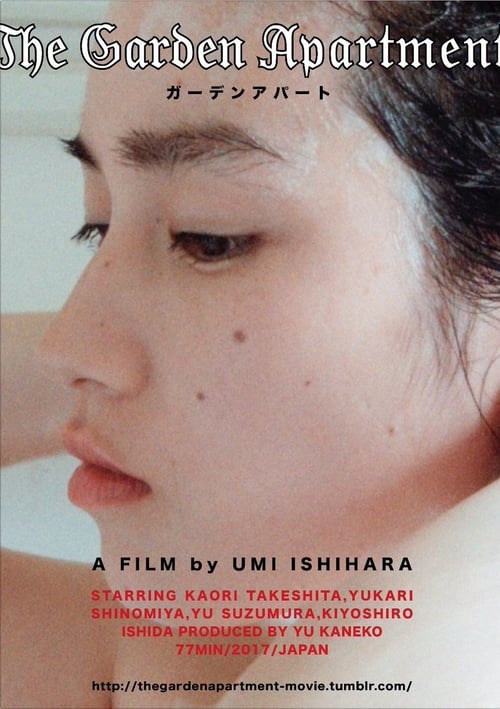 The Garden Apartment
ガーデンアパート
A FILM by UMI ISHIHARA
STARRING KAORI TAKESHITA,YUKARI
SHINOMIYA,YU SUZUMURA,KIYOSHIRO
ISHIDA PRODUCED BY YU KANEKO
77MIN/2017/JAPAN
http://thegardenapartment-movie.tumblr.com/